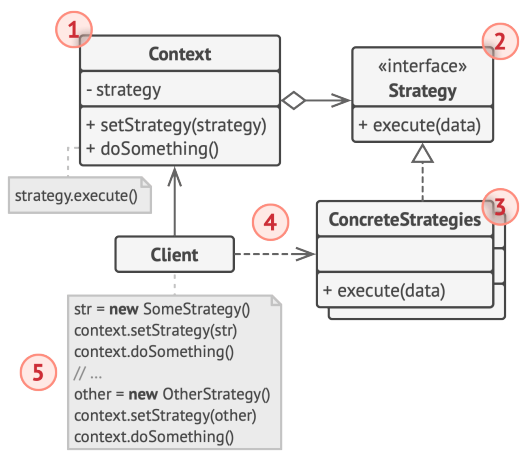 1
Context
- strategy
+ setStrategy(strategy)
+ doSomething()
2
«interface»
Strategy
+ execute(data)
strategy.execute()
3
ConcreteStrategies
+ execute(data)
4
Client
5
str = new SomeStrategy()
context.setStrategy(str)
context.doSomething()
// ...
other = new OtherStrategy()
context.setStrategy(other)
context.doSomething()